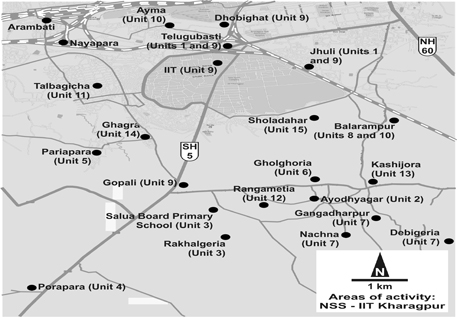 Ayma
(Unit 10)
Dhobighat (Unit 9)
Arambati
Nayapara
Telugubasti
(Units 1 and 9)
NH
60
IIT (Unit 9)
Jhuli (Units 1
and 9)
Talbagicha
(Unit 11)
Sholadahar
(Unit 15)
Balarampur
(Units 8 and 10)
Ghagra
(Unit 14)
Pariapara
(Unit 5)
SH
5
Gholghoria
(Unit 6)
Kashijora
(Unit 13)
Gopali (Unit 9)
Rangametia
(Unit 12)
Ayodhyagar (Unit 2)
Salua Board Primary
School (Unit 3)
Gangadharpur
(Unit 7)
Rakhalgeria
(Unit 3)
Nachna
(Unit 7)
Debigeria
(Unit 7)
Porapara (Unit 4)
N
1 km
Areas of activity:
NSS - IIT Kharagpur